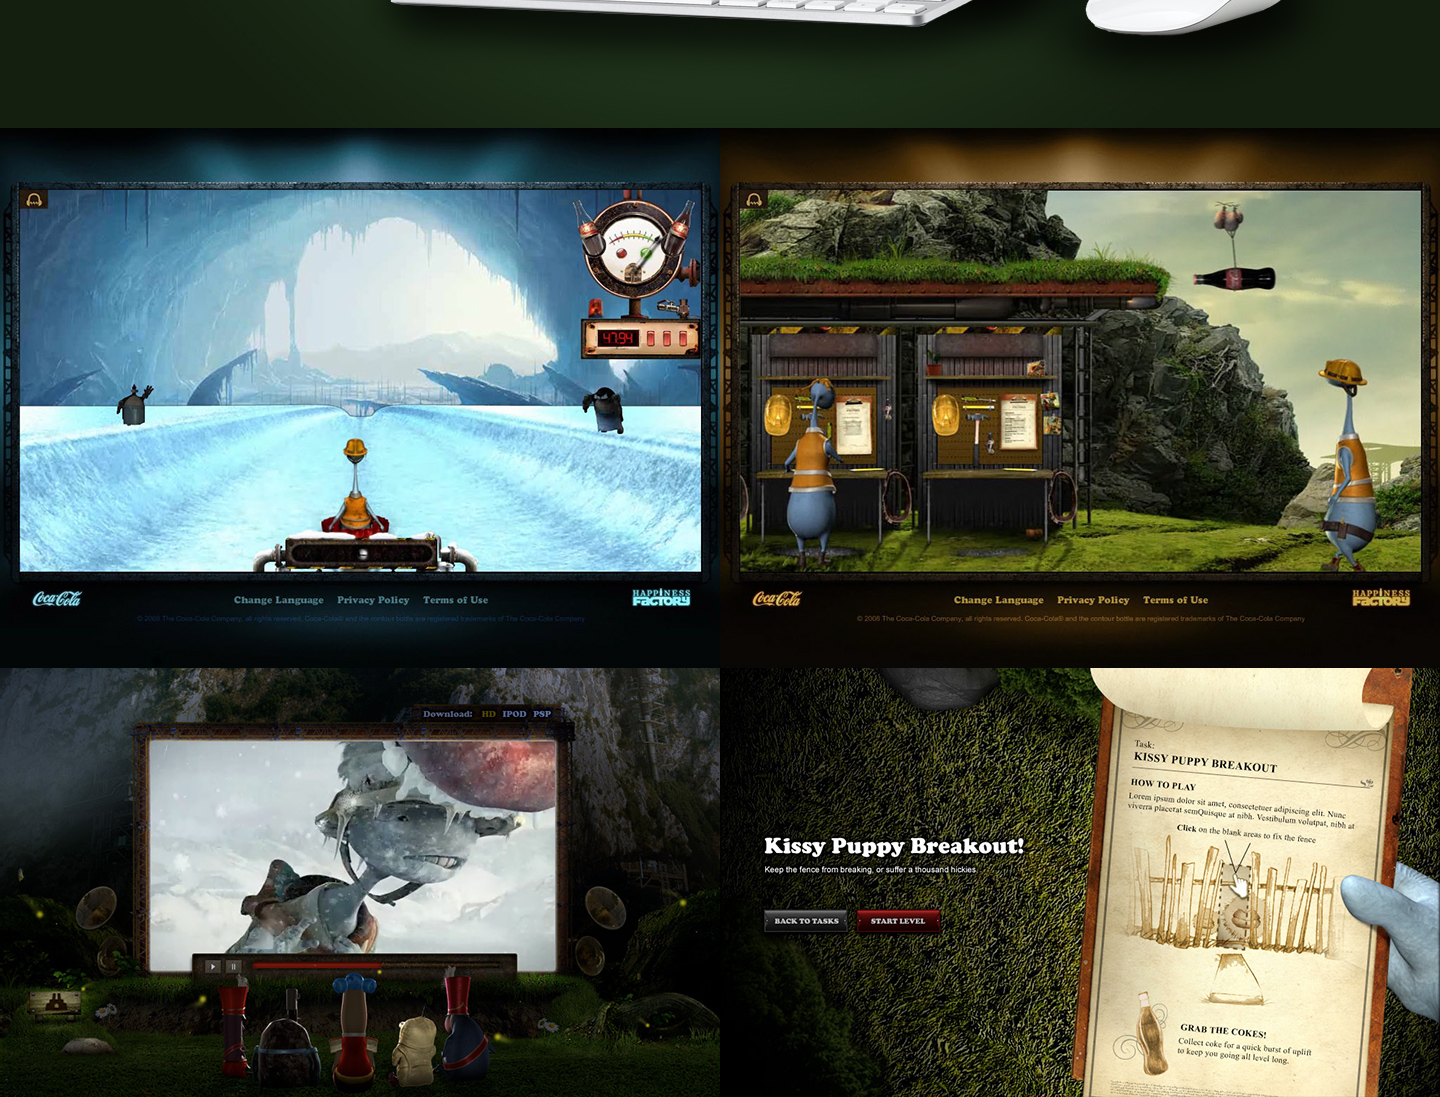 47.94
Coca-Cola
Change Language Privacy Policy Terms of Use
HAPPINESS
FACTORY
© 2008 The Coca-Cola Company, all rights reserved, Coca-Cola® and the contour bottle are registered trademarks of The Coca-Cola Company
Coca-Cola
Change Language Privacy Policy Terms of Use
HAPPINESS
FACTORY
© 2008 The Coca-Cola Company, all rights reserved, Coca-Cola® and the contour bottle are registered trademarks of The Coca-Cola Company
Download: HD IPOD PSP
Kissy Puppy Breakout!
Keep the fence from breaking, or suffer a thousand hickies.
BACK TO TASKS
START LEVEL
Task:
KISSY PUPPY BREAKOUT
HOW TO PLAY
Lorem ipsum dolor sit amet, consectetuer adipiscing elit. Nunc
viverra placerat semQuisque at nibh. Vestibulum volutpat, nibh at
Click on the blank areas to fix the fence
GRAB THE COKES!
Collect coke for a quick burst of uplift
to keep you going all level long.